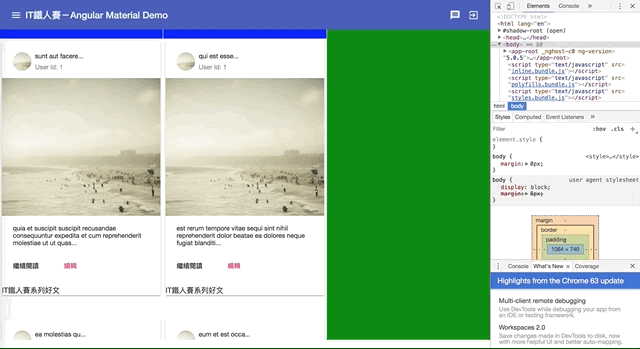 IT鐵人賽－Angular Material Demo
sunt aut facere...
User Id: 1
qui est esse...
User Id: 1
quia et suscipit suscipit recusandae
consequuntur expedita et cum reprehenderit
molestiae ut ut quas...
est rerum tempore vitae sequi sint nihil
reprehenderit dolor beatae ea dolores neque
fugiat blanditi...
繼續閱讀 編輯
繼續閱讀 編輯
IT鐵人賽系列好文
IT鐵人賽系列好文
ea molestias qu...
eum et est occa...
Elements Console »
<!DOCTYPE html>
<html lang="en">
#shadow-root (open)
<head>…</head>
<body> == $0
<app-root _nghost-c0 ng-version=
"5.0.5">…</app-root>
<script type="text/javascript" src=
"inline.bundle.js"></script>
<script type="text/javascript" src=
"polyfills.bundle.js"></script>
<script type="text/javascript" src=
"styles.bundle.js"></script>
html body
Styles Computed Event Listeners »
Filter :hov .cls +
element.style {
}
body { <style>…</style>
margin: 0px;
}
body { user agent stylesheet
display: block;
margin: 8px;
}
margin -
border -
padding
1084 × 740
Console What's New × Coverage
Highlights from the Chrome 63 update
Multi-client remote debugging
Use DevTools while debugging your app from
an IDE or testing framework.
Workspaces 2.0
Save changes made in DevTools to disk, now
with more helpful UI and better auto-mapping.